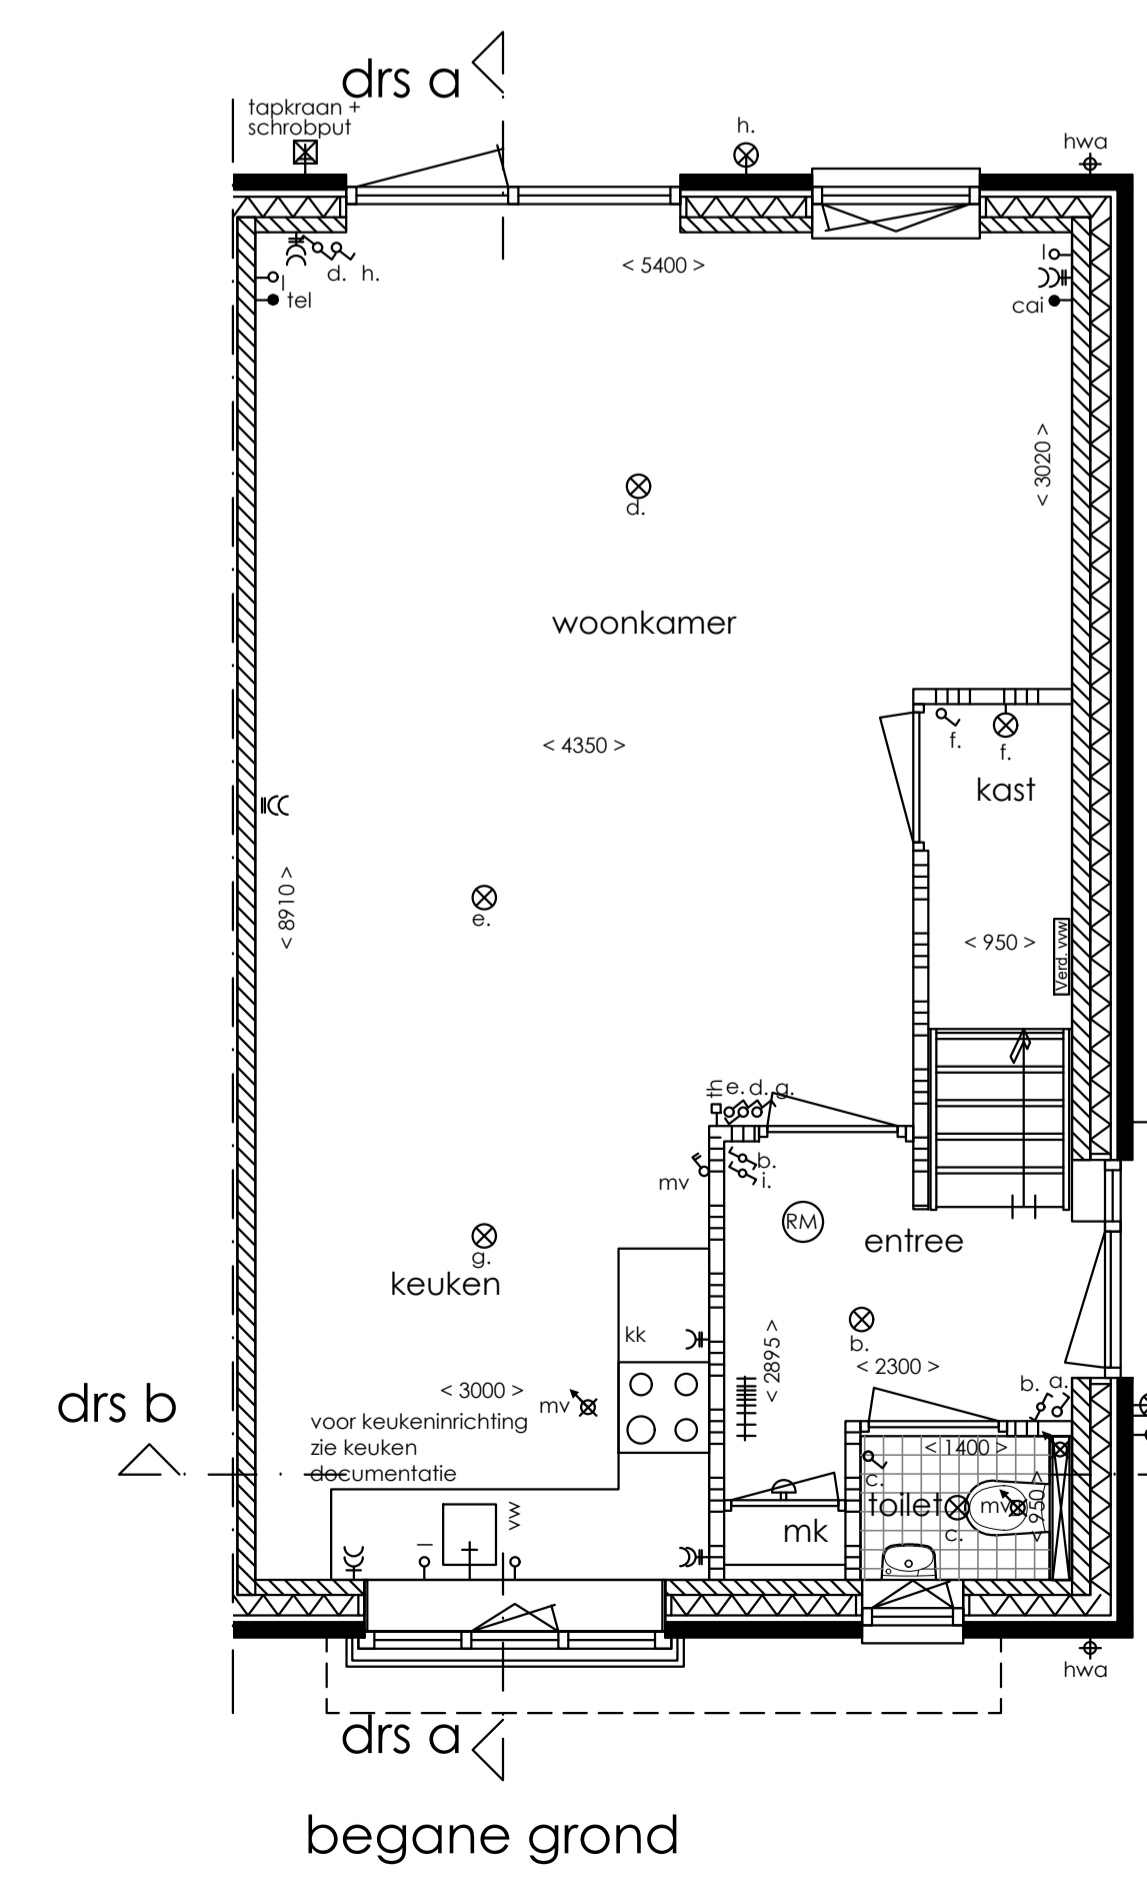 drs a
tapkraan +
schrobput
h.
hwa
d. h.
< 5400 >
l
l
tel
cai
< 3020 >
d.
woonkamer
f.
f.
< 4350 >
kast
< 8910 >
e.
< 950 >
Verd. vvw
th
e. d. g.
b.
i.
mv
RM
entree
g.
keuken
kk
b.
< 2895 >
< 2300 >
drs b
< 3000 >
mv
b. a.
voor keukeninrichting
zie keuken
documentatie
< 1400 >
c.
toilet
mv
< 950 >
c.
mk
vw
hwa
drs a
begane grond